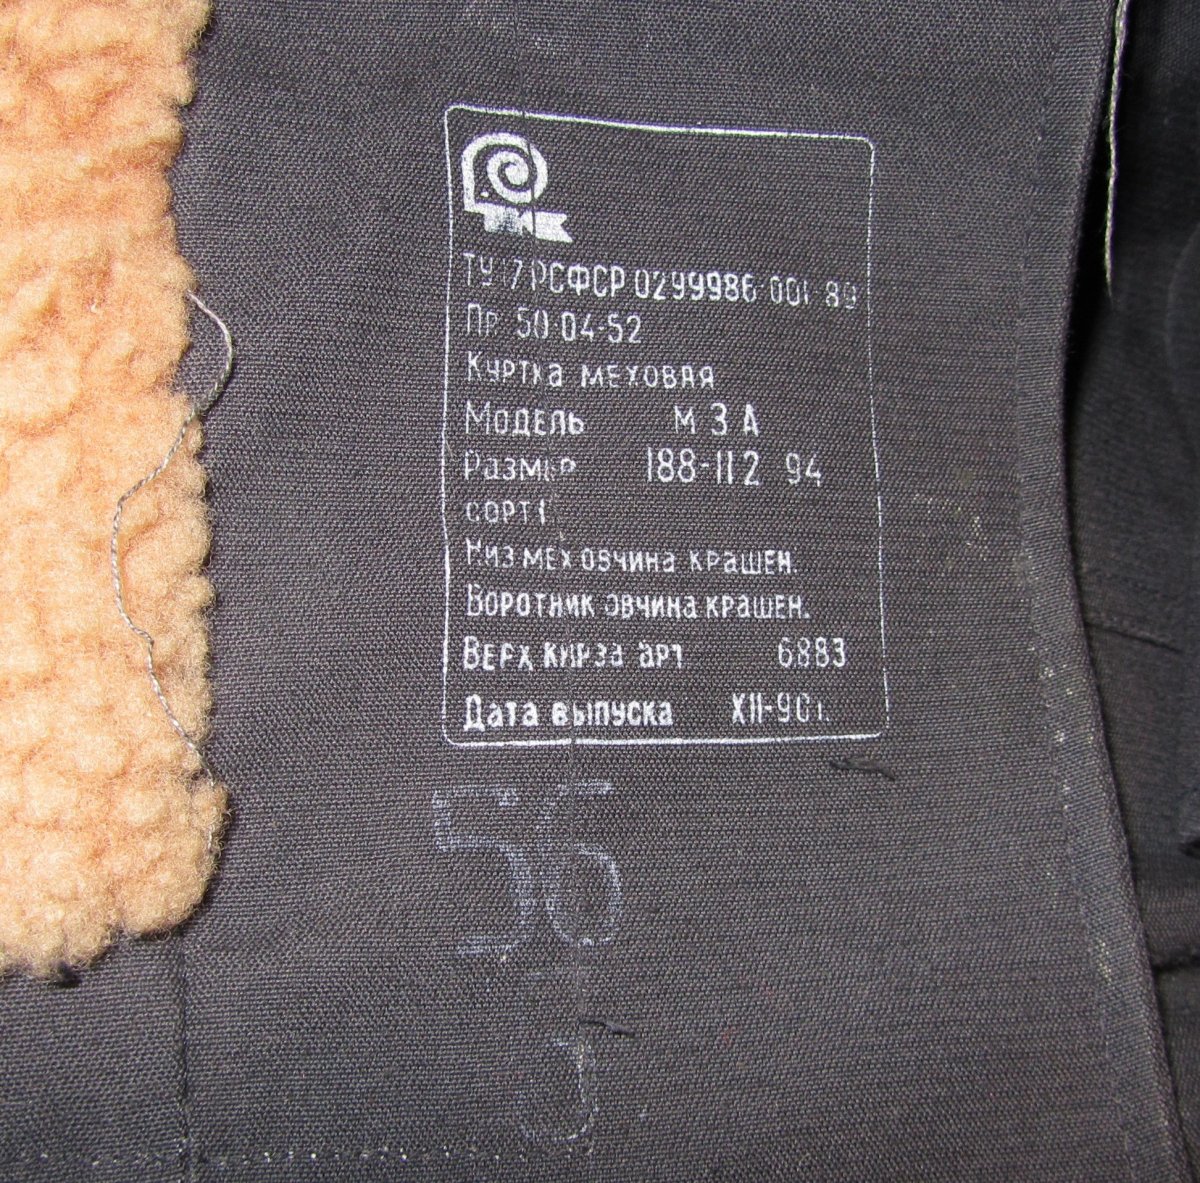 ТУ 17 РСФСР 0299986-001-89
Пр. 50-04-52
Куртка меховая
Модель М 3 А
Размер 188-112 94
сорт I
Низ мех овчина крашен.
Воротник овчина крашен.
Верх кирза арт 6883
Дата выпуска XII-90г.
56